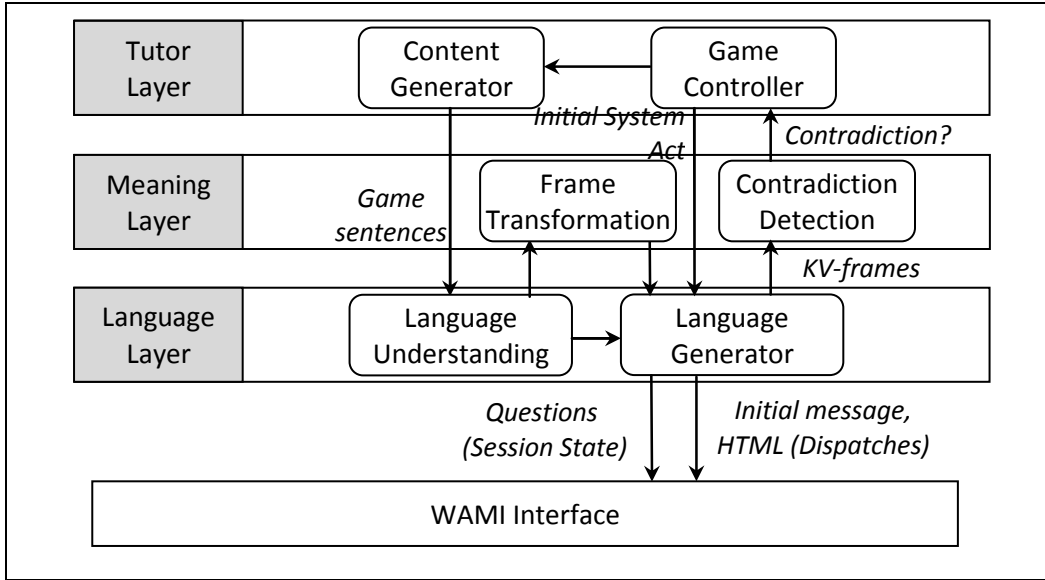 Tutor
Layer
Content
Generator
Game
Controller
Initial System
Act
Contradiction?
Meaning
Layer
Game
sentences
Frame
Transformation
Contradiction
Detection
KV-frames
Language
Layer
Language
Understanding
Language
Generator
Questions
(Session State)
Initial message,
HTML (Dispatches)
WAMI Interface